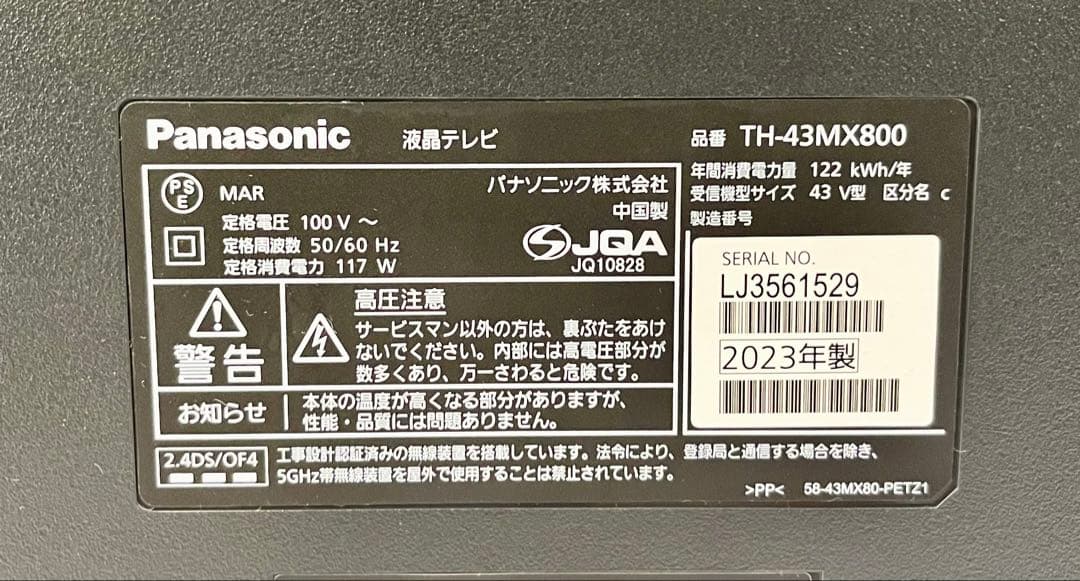 Panasonic 液晶テレビ 品番 TH-43MX800
年間消費電力量 122 kWh/年
受信機型サイズ 43 V型 区分名 c
製造番号
PS
E
MAR
パナソニック株式会社
中国製
定格電圧 100 V ～
定格周波数 50/60 Hz
定格消費電力 117 W
JQA
JQ10828
SERIAL NO.
LJ3561529
2023年製
警告
高圧注意
サービスマン以外の方は、裏ぶたをあけ
ないでください。内部には高電圧部分が
数多くあり、万一さわると危険です。
お知らせ
本体の温度が高くなる部分がありますが、
性能・品質には問題ありません。
2.4DS/OF4
工事設計認証済みの無線装置を搭載しています。法令により、登録局と通信する場合を除き、
5GHz帯無線装置を屋外で使用することは禁止されています。
>PP< 58-43MX80-PETZ1